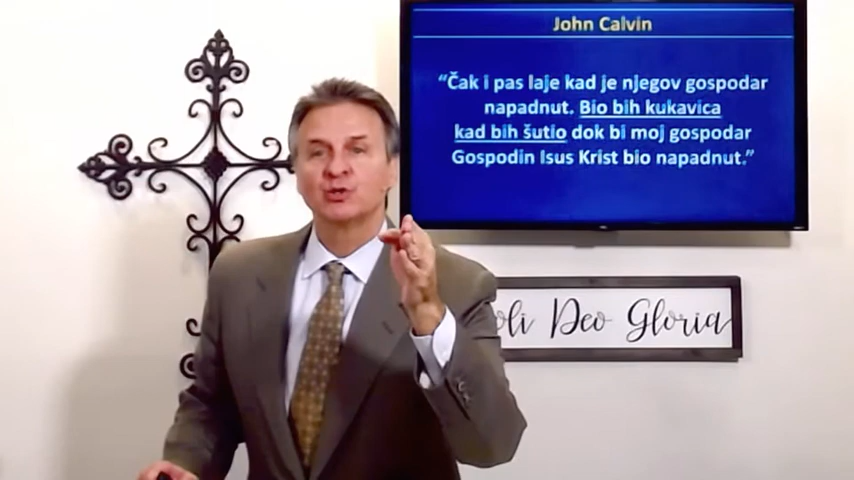 John Calvin
“Čak i pas laje kad je njegov gospodar
napadnut. Bio bih kukavica
kad bih šutio dok bi moj gospodar
Gospodin Isus Krist bio napadnut.”
Deo Gloria